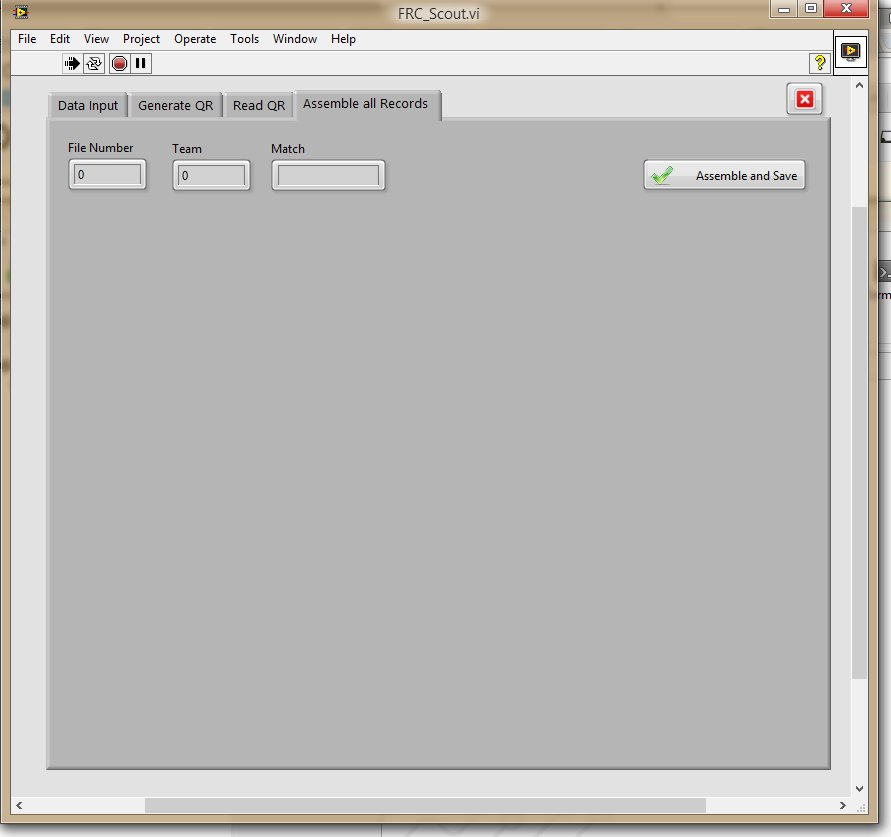 FRC_Scout.vi
File Edit View Project Operate Tools Window Help
Data Input Generate QR Read QR Assemble all Records
File Number Team Match
0 0
Assemble and Save